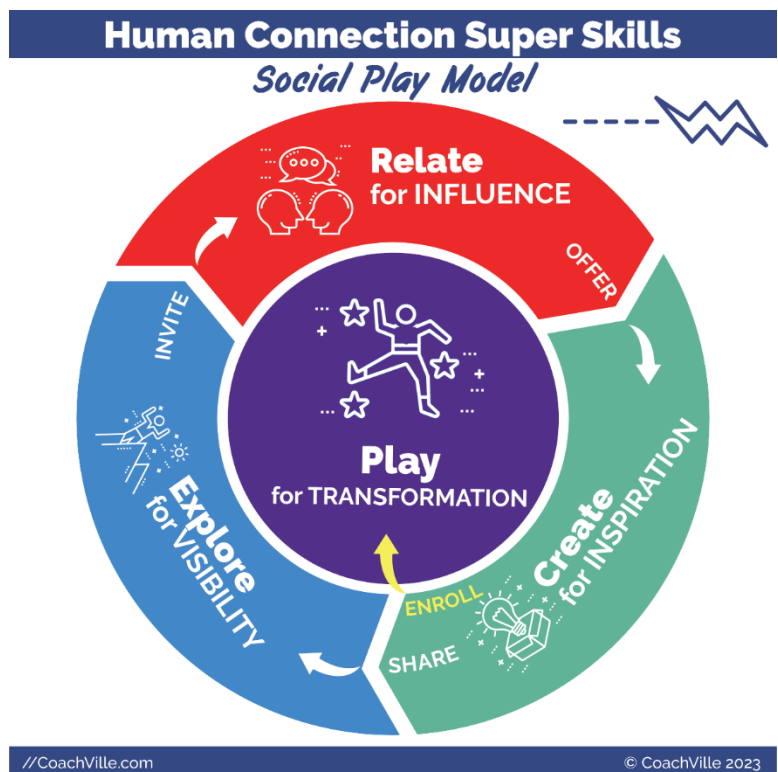 Human Connection Super Skills
Social Play Model
Relate
for INFLUENCE
OFFER
INVITE
Play
for TRANSFORMATION
Explore
for VISIBILITY
Create
for INSPIRATION
ENROLL
SHARE
//CoachVille.com
© CoachVille 2023